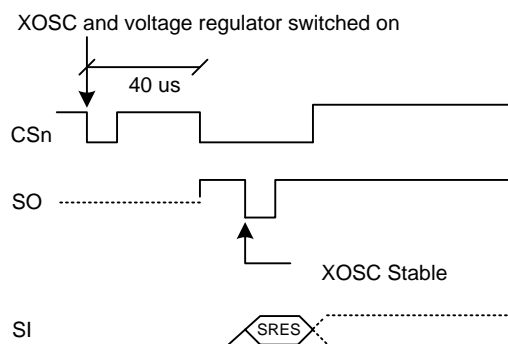 XOSC and voltage regulator switched on
40 us
CSn
SO
XOSC Stable
SI
SRES